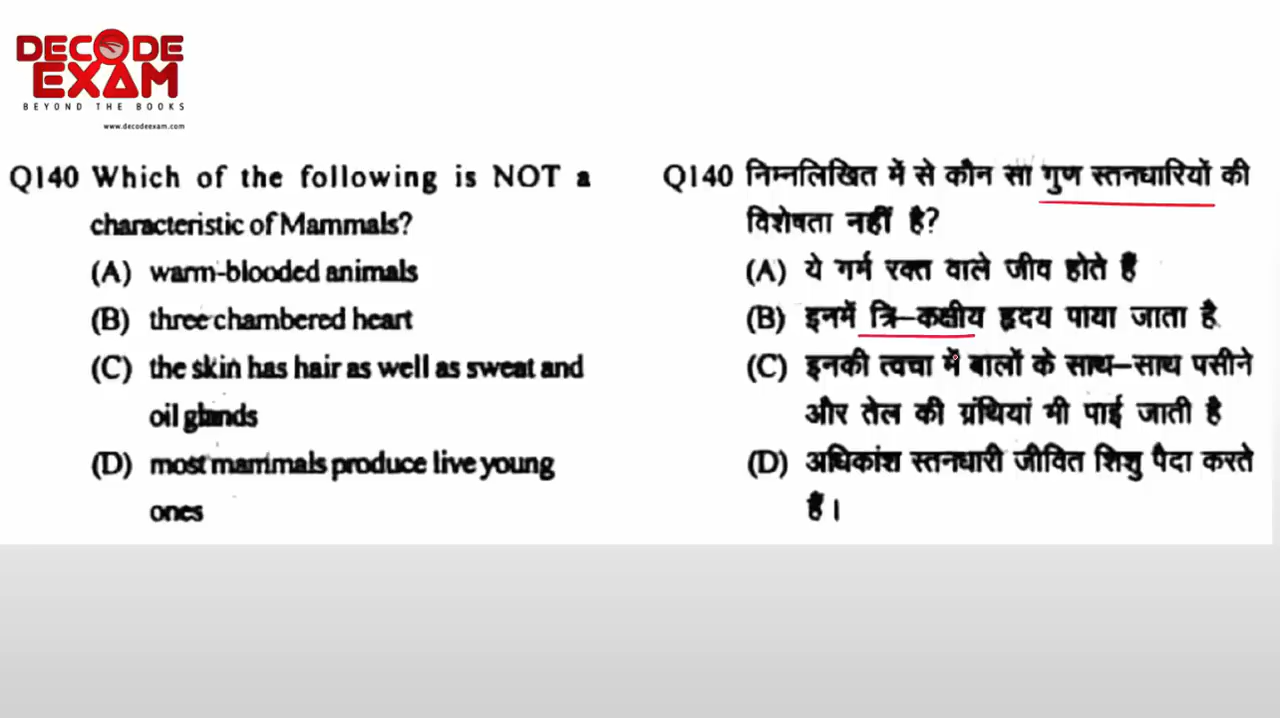 DECODE
EXAM
BEYOND THE BOOKS
www.decodeexam.com
Q140 Which of the following is NOT a
characteristic of Mammals?
(A) warm-blooded animals
(B) three chambered heart
(C) the skin has hair as well as sweat and
oil glands
(D) most mammals produce live young
ones
Q140 निम्नलिखित में से कौन सा गुण स्तनधारियों की
विशेषता नहीं है?
(A) ये गर्म रक्त वाले जीव होते हैं
(B) इनमें त्रि-कक्षीय हृदय पाया जाता है
(C) इनकी त्वचा में बालों के साथ-साथ पसीने
और तेल की ग्रंथियां भी पाई जाती है
(D) अधिकांश स्तनधारी जीवित शिशु पैदा करते
हैं।